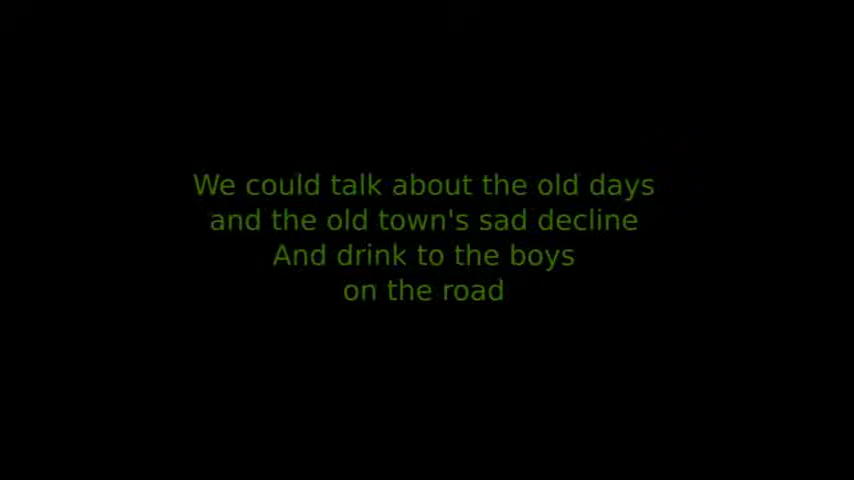 We could talk about the old days
and the old town's sad decline
And drink to the boys
on the road